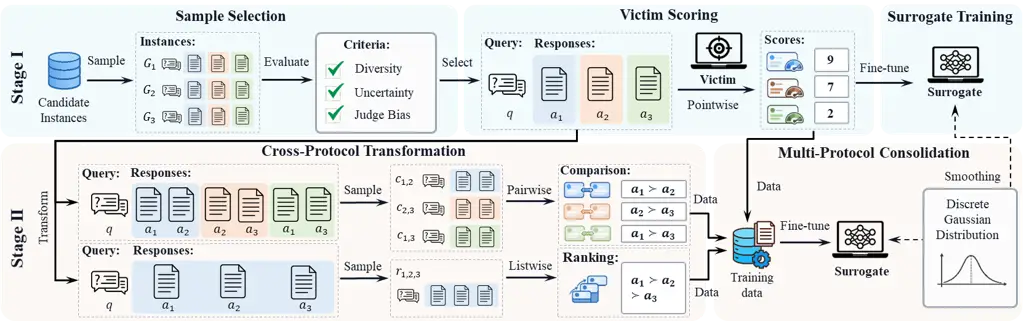 Stage I
Sample Selection
Candidate
Instances
Sample
Instances:
G1
G2
G3
Evaluate
Criteria:
Diversity
Uncertainty
Judge Bias
Select
Victim Scoring
Query: Responses:
q a1 a2 a3
Victim
Pointwise
Scores:
9
7
2
Fine-tune
Surrogate Training
Surrogate
Stage II
Transform
Cross-Protocol Transformation
Query: Responses:
q a1 a2 a2 a3 a1 a3
Sample
c1,2
c2,3
c1,3
Pairwise
Comparison:
a1 ≻ a2
a2 ≻ a3
a1 ≻ a3
Data
Query: Responses:
q a1 a2 a3
Sample
r1,2,3
Listwise
Ranking:
a1 ≻ a2
≻ a3
Data
Multi-Protocol Consolidation
Data
Training
data
Fine-tune
Surrogate
Smoothing
Discrete
Gaussian
Distribution